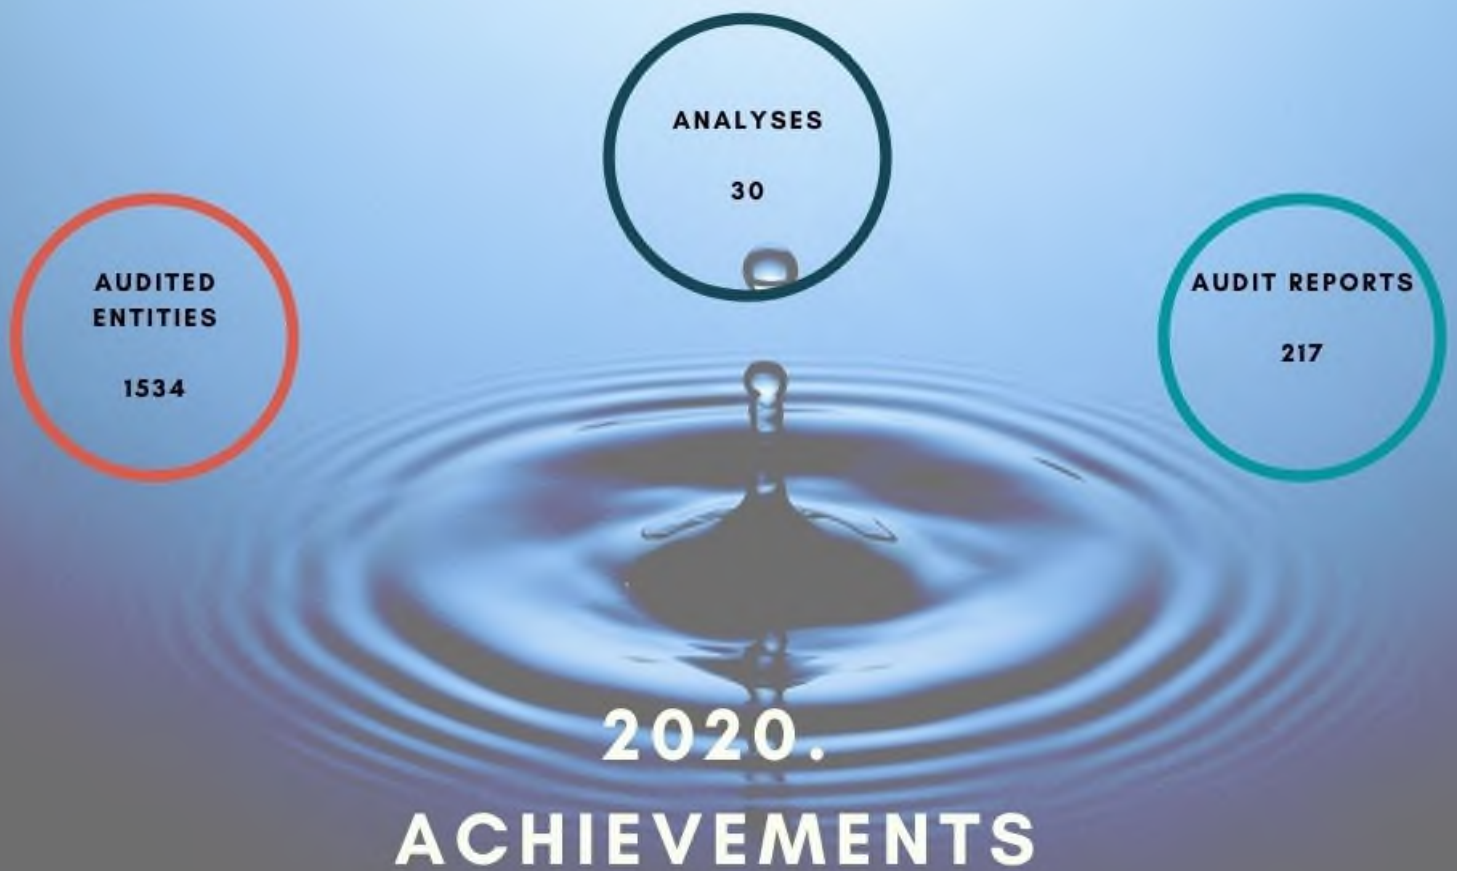 ANALYSES
30
AUDITED
ENTITIES
1534
AUDIT REPORTS
217
2020.
ACHIEVEMENTS